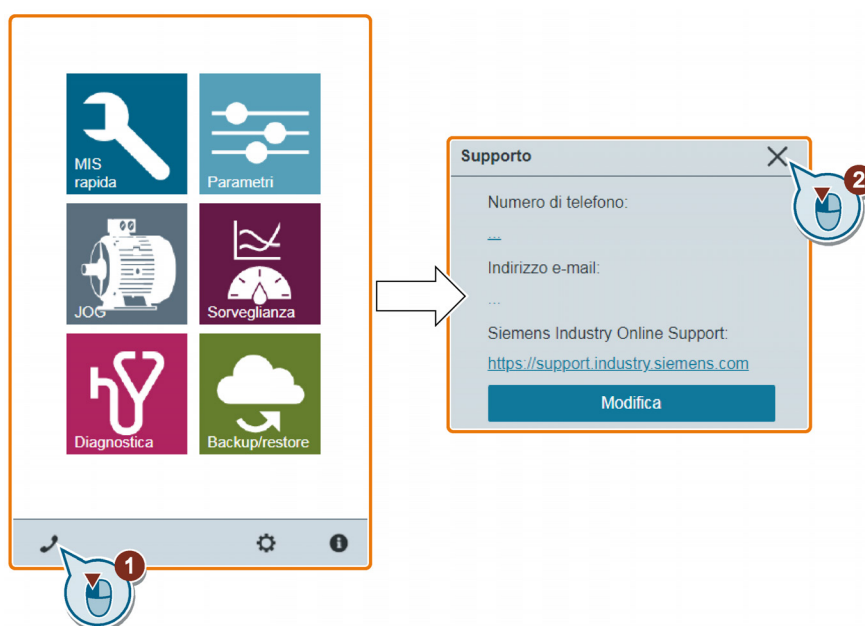 MIS
rapida
Parametri
JOG
Sorveglianza
Diagnostica
Backup/restore
1
Supporto
2
Numero di telefono:
...
Indirizzo e-mail:
...
Siemens Industry Online Support:
https://support.industry.siemens.com
Modifica